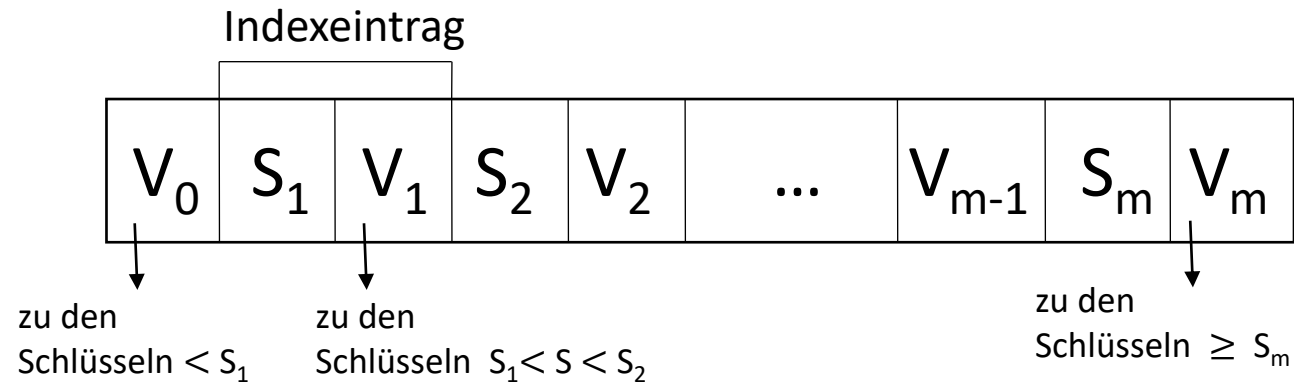 Indexeintrag
V₀ S₁ V₁ S₂ V₂ ... Vₘ₋₁ Sₘ Vₘ
zu den
Schlüsseln < S₁
zu den
Schlüsseln S₁< S < S₂
zu den
Schlüsseln ≥ Sₘ